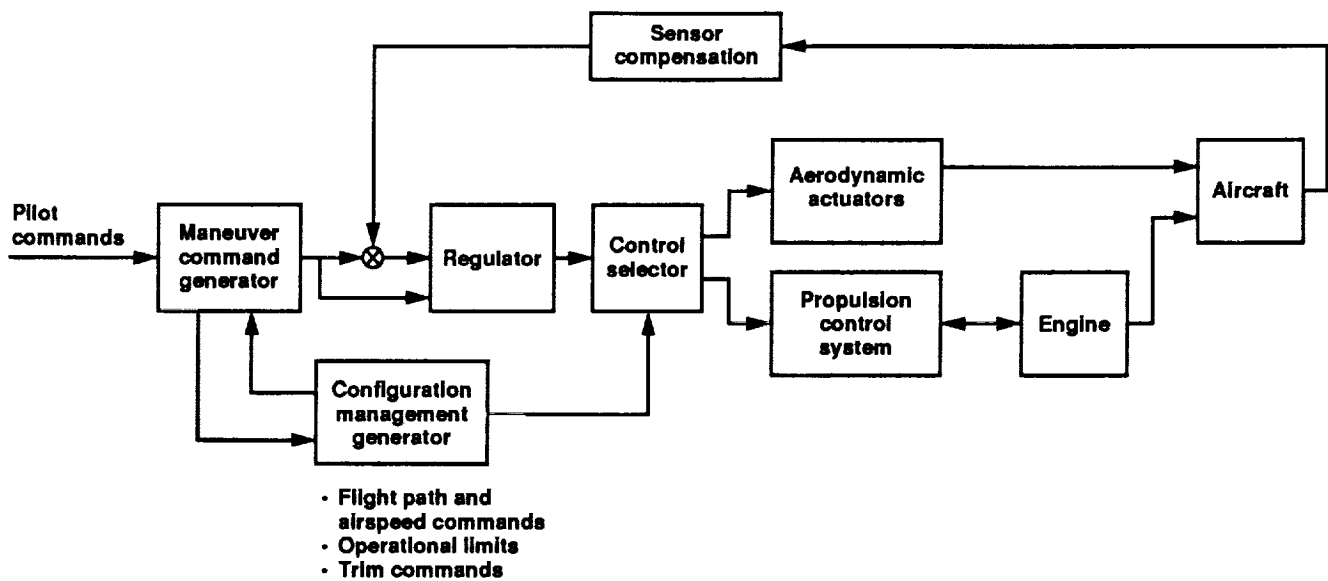 Sensor
compensation
Aerodynamic
actuators
Aircraft
Pilot
commands
Maneuver
command
generator
Regulator
Control
selector
Propulsion
control
system
Engine
Configuration
management
generator
• Flight path and
airspeed commands
• Operational limits
• Trim commands